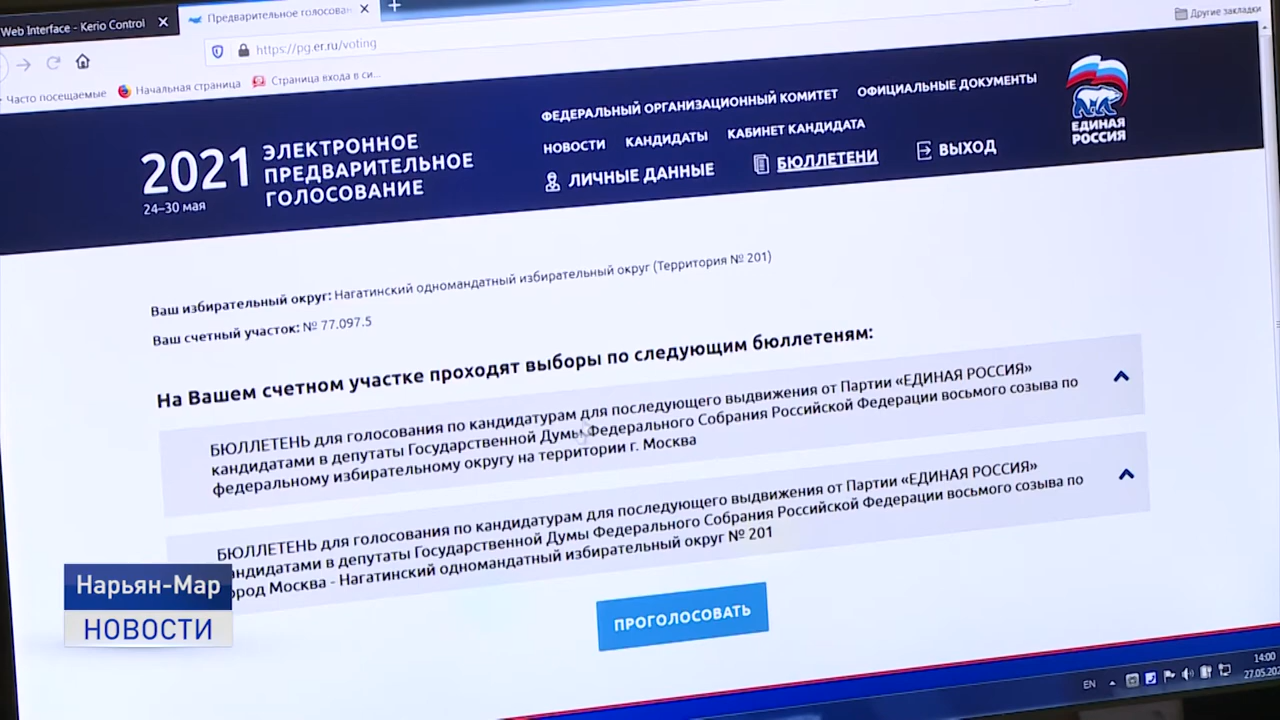 Web Interface - Kerio Control
Предварительное голосован
https://pg.er.ru/voting
Другие закладки
Часто посещаемые
Начальная страница
Страница входа в си...
2021
24–30 мая
ЭЛЕКТРОННОЕ
ПРЕДВАРИТЕЛЬНОЕ
ГОЛОСОВАНИЕ
ФЕДЕРАЛЬНЫЙ ОРГАНИЗАЦИОННЫЙ КОМИТЕТ
ОФИЦИАЛЬНЫЕ ДОКУМЕНТЫ
НОВОСТИ
КАНДИДАТЫ
КАБИНЕТ КАНДИДАТА
ЛИЧНЫЕ ДАННЫЕ
БЮЛЛЕТЕНИ
ВЫХОД
ЕДИНАЯ
РОССИЯ
Ваш избирательный округ: Нагатинский одномандатный избирательный округ (Территория № 201)
Ваш счетный участок: № 77.097.5
На Вашем счетном участке проходят выборы по следующим бюллетеням:
БЮЛЛЕТЕНЬ для голосования по кандидатурам для последующего выдвижения от Партии «ЕДИНАЯ РОССИЯ»
кандидатами в депутаты Государственной Думы Федерального Собрания Российской Федерации восьмого созыва по
федеральному избирательному округу на территории г. Москва
БЮЛЛЕТЕНЬ для голосования по кандидатурам для последующего выдвижения от Партии «ЕДИНАЯ РОССИЯ»
андидатами в депутаты Государственной Думы Федерального Собрания Российской Федерации восьмого созыва по
ород Москва - Нагатинский одномандатный избирательный округ № 201
ПРОГОЛОСОВАТЬ
Нарьян-Мар
НОВОСТИ
EN
14:00
27.05.202